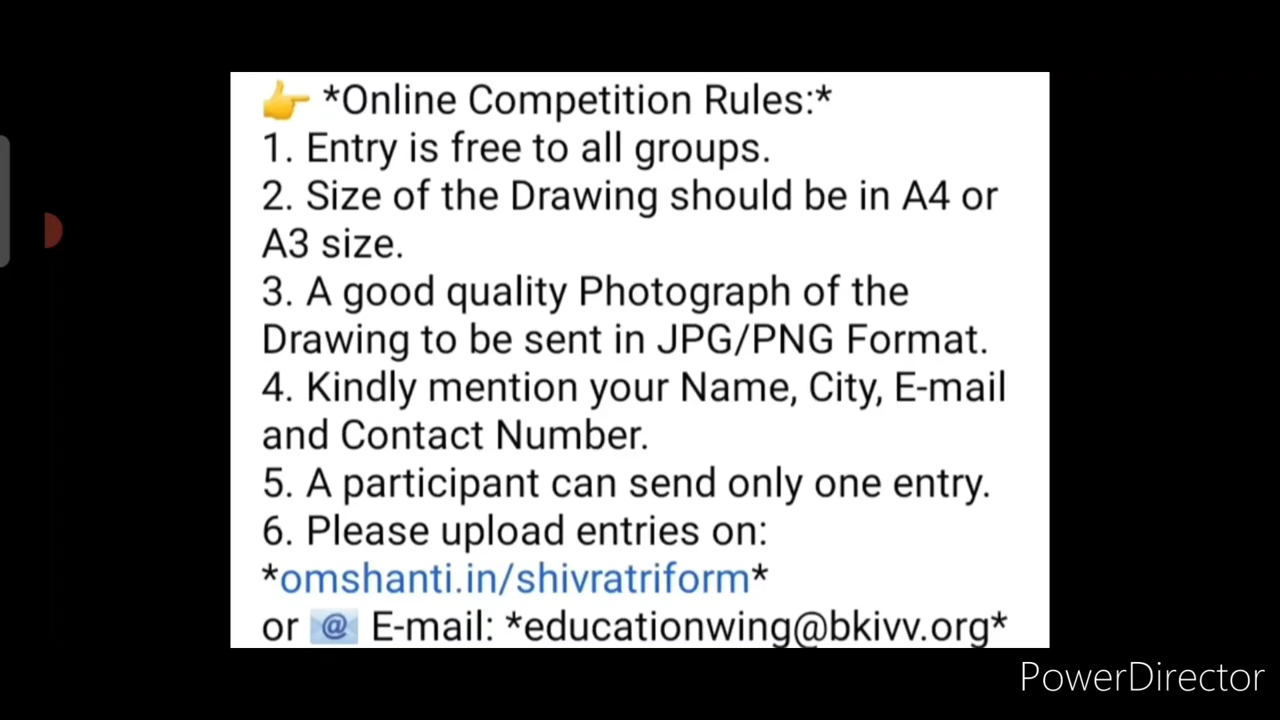 👉 *Online Competition Rules:*
1. Entry is free to all groups.
2. Size of the Drawing should be in A4 or
A3 size.
3. A good quality Photograph of the
Drawing to be sent in JPG/PNG Format.
4. Kindly mention your Name, City, E-mail
and Contact Number.
5. A participant can send only one entry.
6. Please upload entries on:
*omshanti.in/shivratriform*
or 📧 E-mail: *educationwing@bkivv.org*
PowerDirector